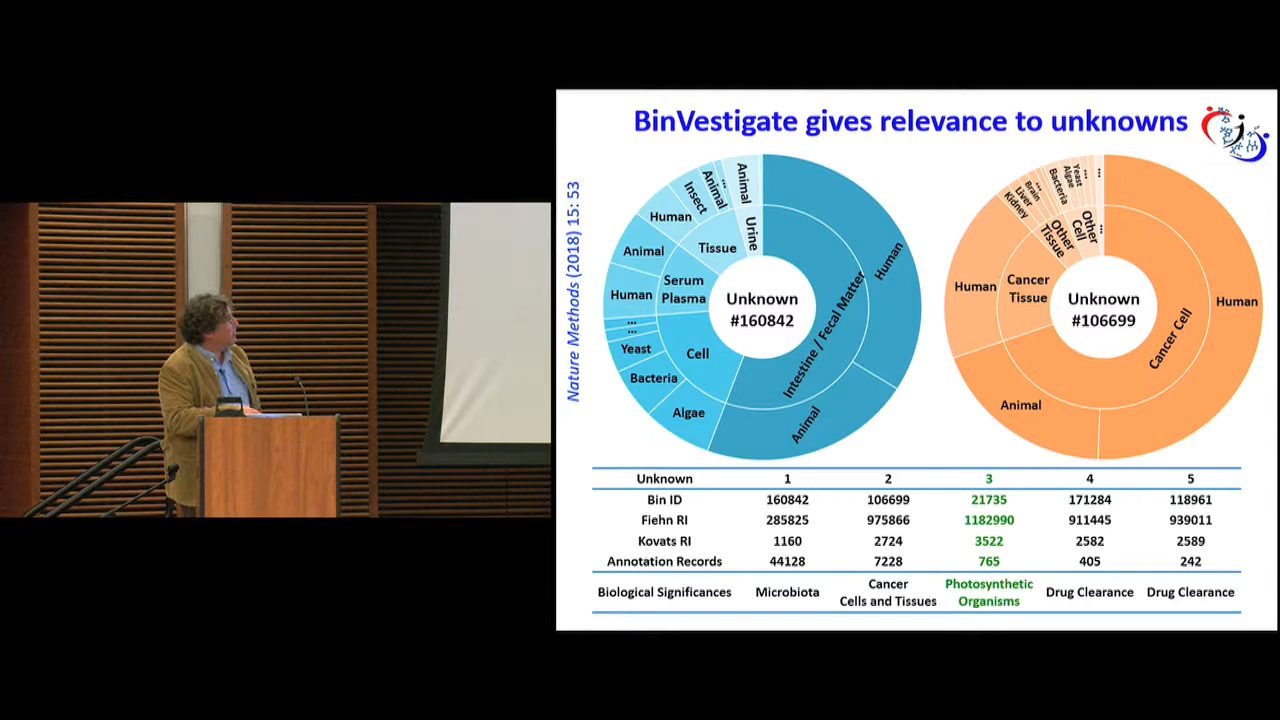 BinVestigate gives relevance to unknowns
Nature Methods (2018) 15: 53
Unknown
#160842
Intestine / Fecal Matter
Human
Animal
Cell
Algae
Bacteria
Yeast
...
...
Serum
Plasma
Human
Animal
Tissue
Human
Insect
Animal
...
Urine
Animal
Unknown
#106699
Cancer Cell
Human
Animal
Cancer
Tissue
Human
Other
Tissue
Kidney
Liver
Brain
...
Other
Cell
Bacteria
Algae
Yeast
...
...
...
Unknown 1 2 3 4 5
Bin ID 160842 106699 21735 171284 118961
Fiehn RI 285825 975866 1182990 911445 939011
Kovats RI 1160 2724 3522 2582 2589
Annotation Records 44128 7228 765 405 242
Biological Significances Microbiota Cancer Cells and Tissues Photosynthetic Organisms Drug Clearance Drug Clearance